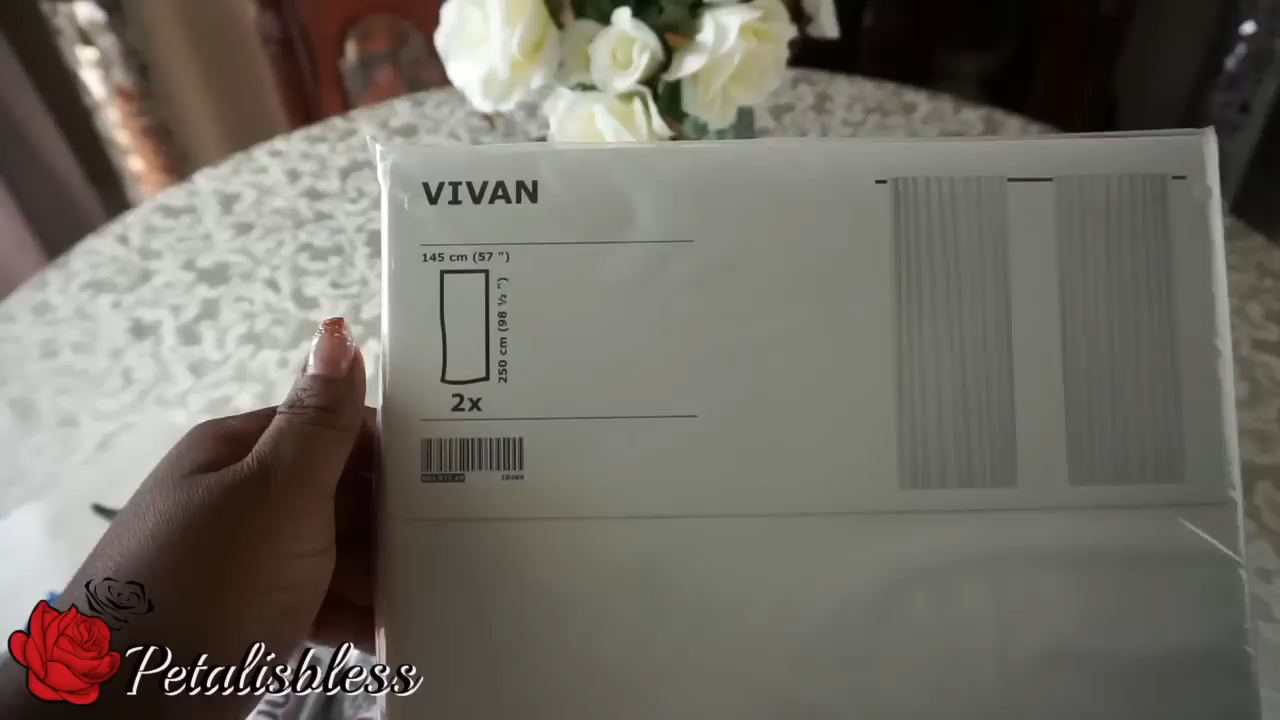 VIVAN
145 cm (57 ")
250 cm (98 ½ ")
2x
Petalisbless